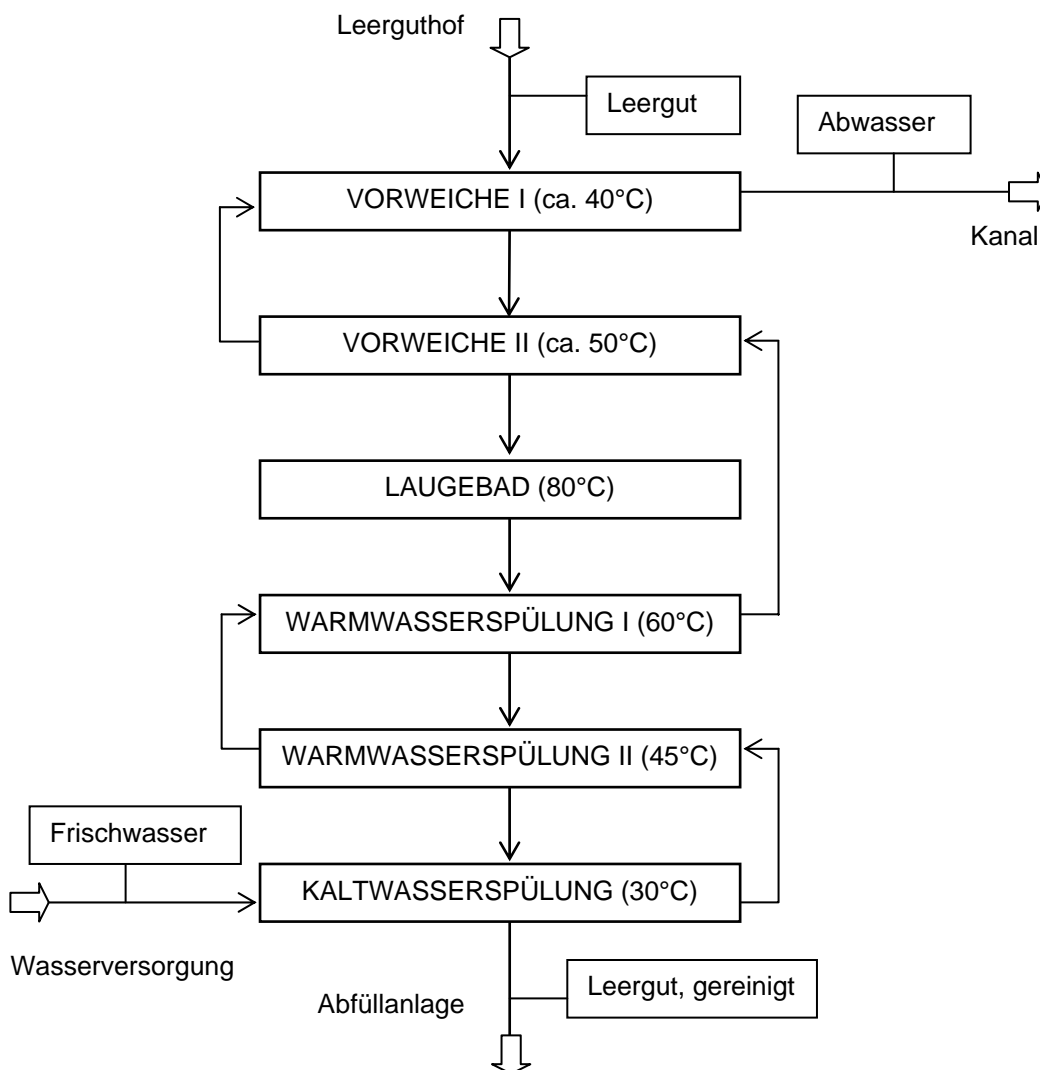 Leerguthof
Leergut
Abwasser
VORWEICHE I (ca. 40°C)
Kanal
VORWEICHE II (ca. 50°C)
LAUGEBAD (80°C)
WARMWASSERSPÜLUNG I (60°C)
WARMWASSERSPÜLUNG II (45°C)
Frischwasser
KALTWASSERSPÜLUNG (30°C)
Wasserversorgung
Leergut, gereinigt
Abfüllanlage